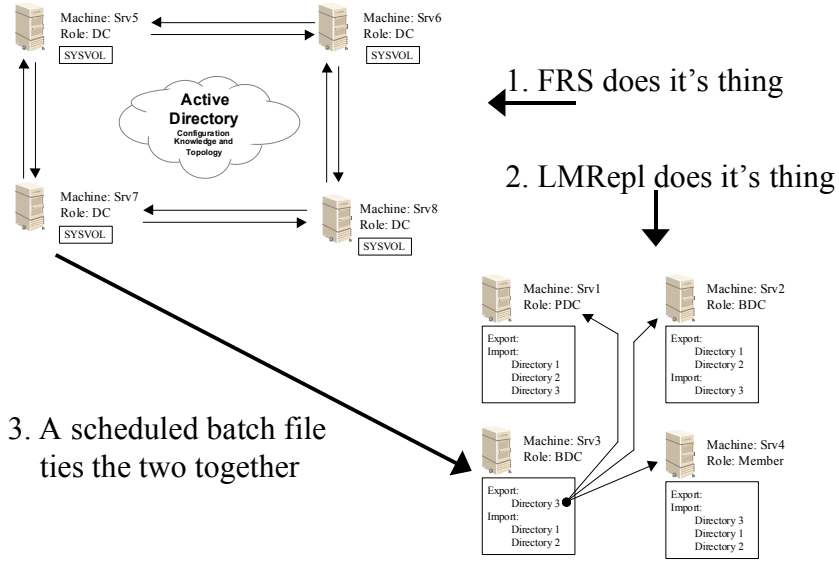 Machine: Srv5
Role: DC
SYSVOL
Machine: Srv6
Role: DC
SYSVOL
Active
Directory
Configuration
Knowledge and
Topology
1. FRS does it's thing
2. LMRepl does it's thing
Machine: Srv7
Role: DC
SYSVOL
Machine: Srv8
Role: DC
SYSVOL
Machine: Srv1
Role: PDC
Export:
Import:
Directory 1
Directory 2
Directory 3
Machine: Srv2
Role: BDC
Export:
Directory 1
Directory 2
Import:
Directory 3
3. A scheduled batch file
ties the two together
Machine: Srv3
Role: BDC
Export:
Directory 3
Import:
Directory 1
Directory 2
Machine: Srv4
Role: Member
Export:
Import:
Directory 3
Directory 1
Directory 2